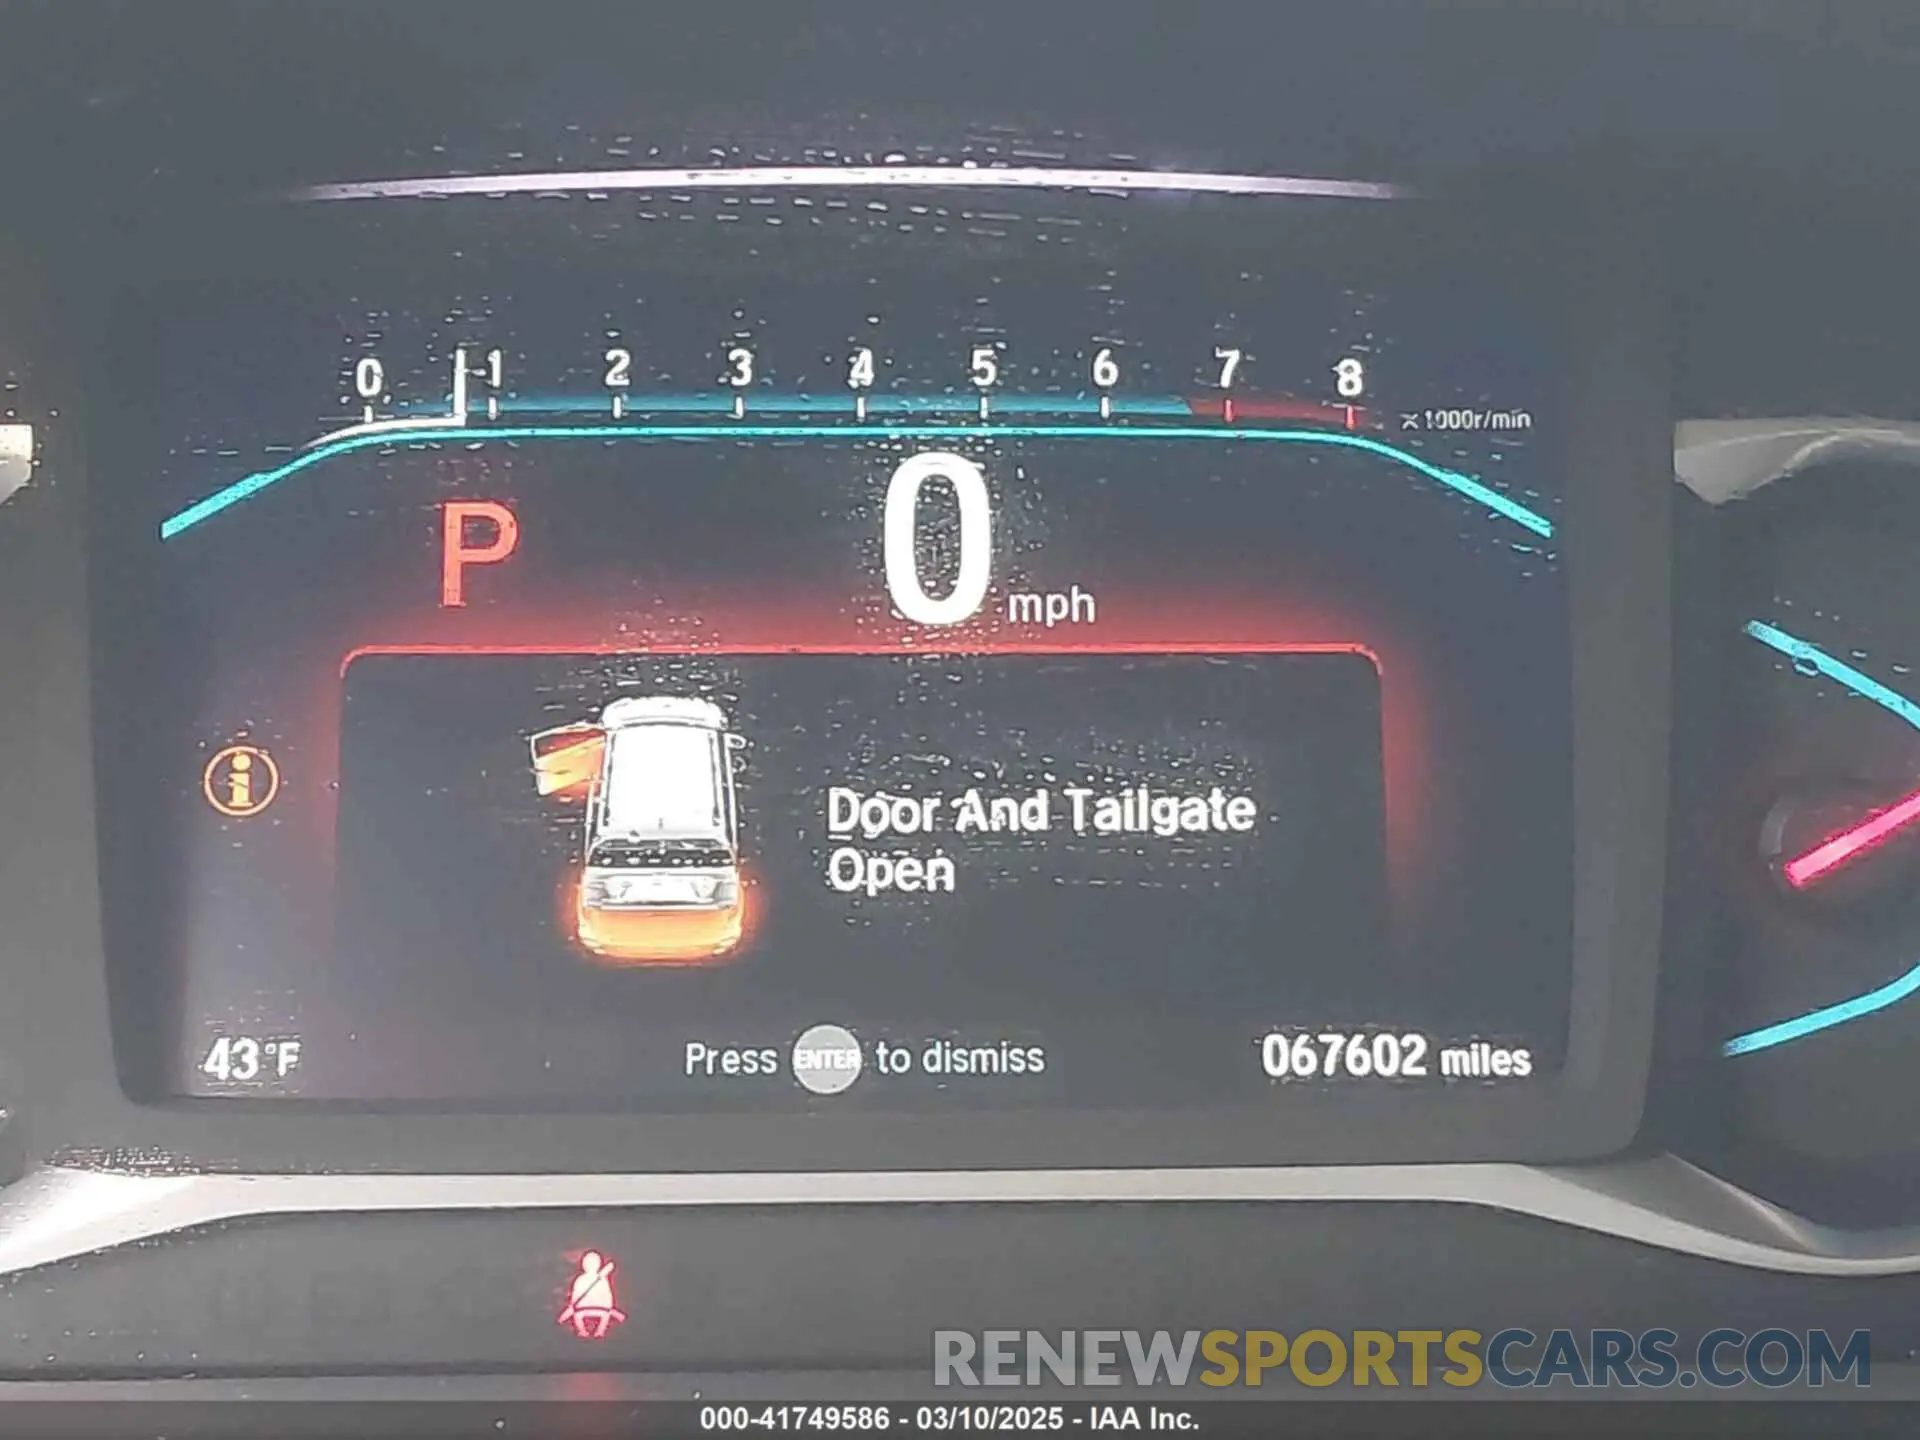 0 1 2 3 4 5 6 7 8
x1000r/min
P 0 mph
Door And Tailgate
Open
43°F Press ENTER to dismiss 067602 miles
RENEWSPORTSCARS.COM
000-41749586 - 03/10/2025 - IAA Inc.